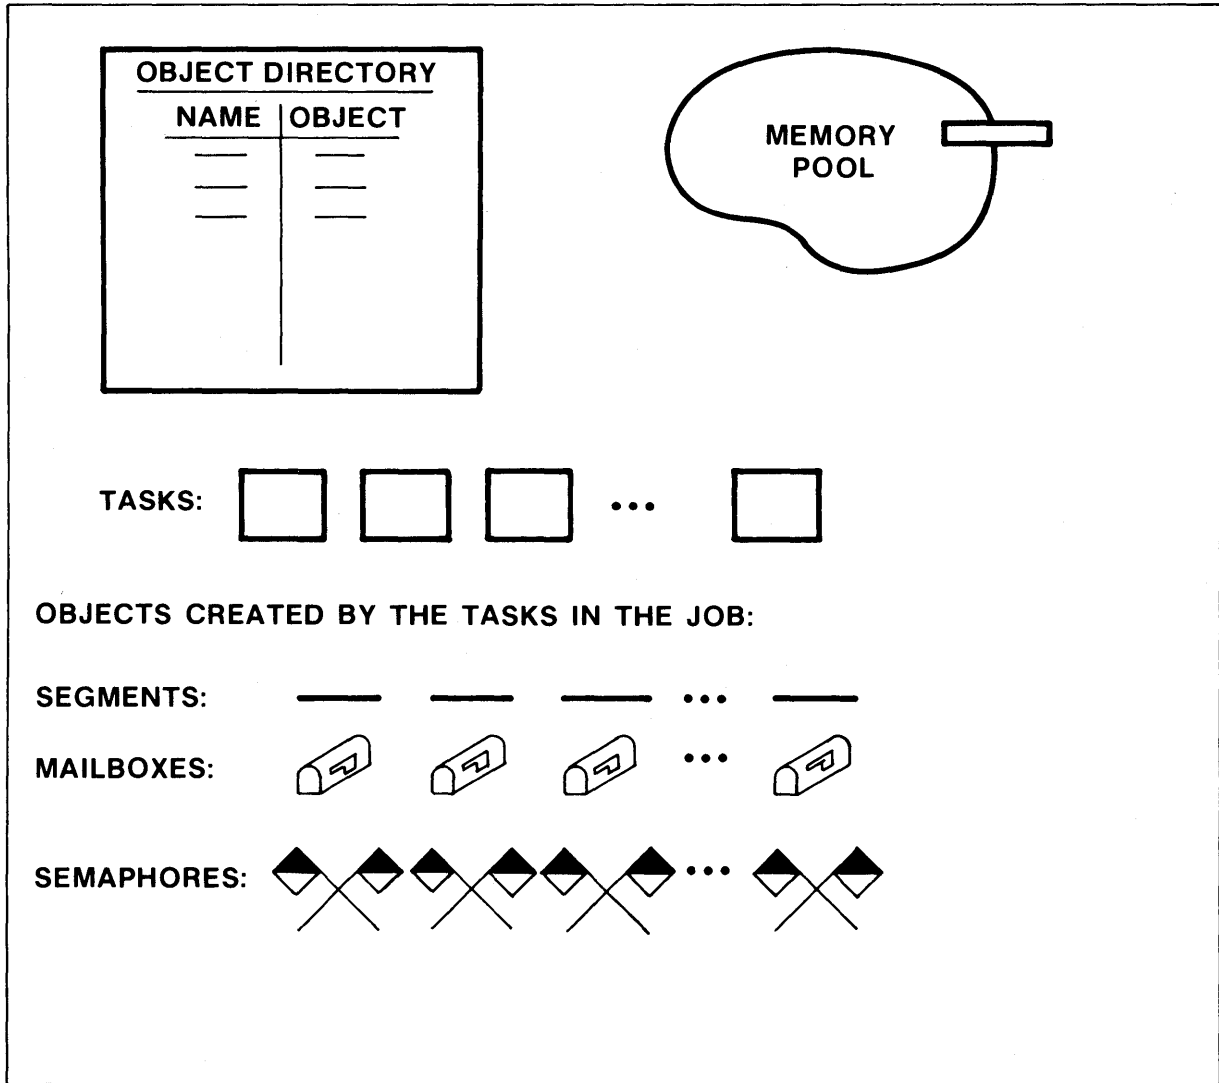 OBJECT DIRECTORY
NAME OBJECT
MEMORY
POOL
TASKS: •••
OBJECTS CREATED BY THE TASKS IN THE JOB:
SEGMENTS: •••
MAILBOXES: •••
SEMAPHORES: •••